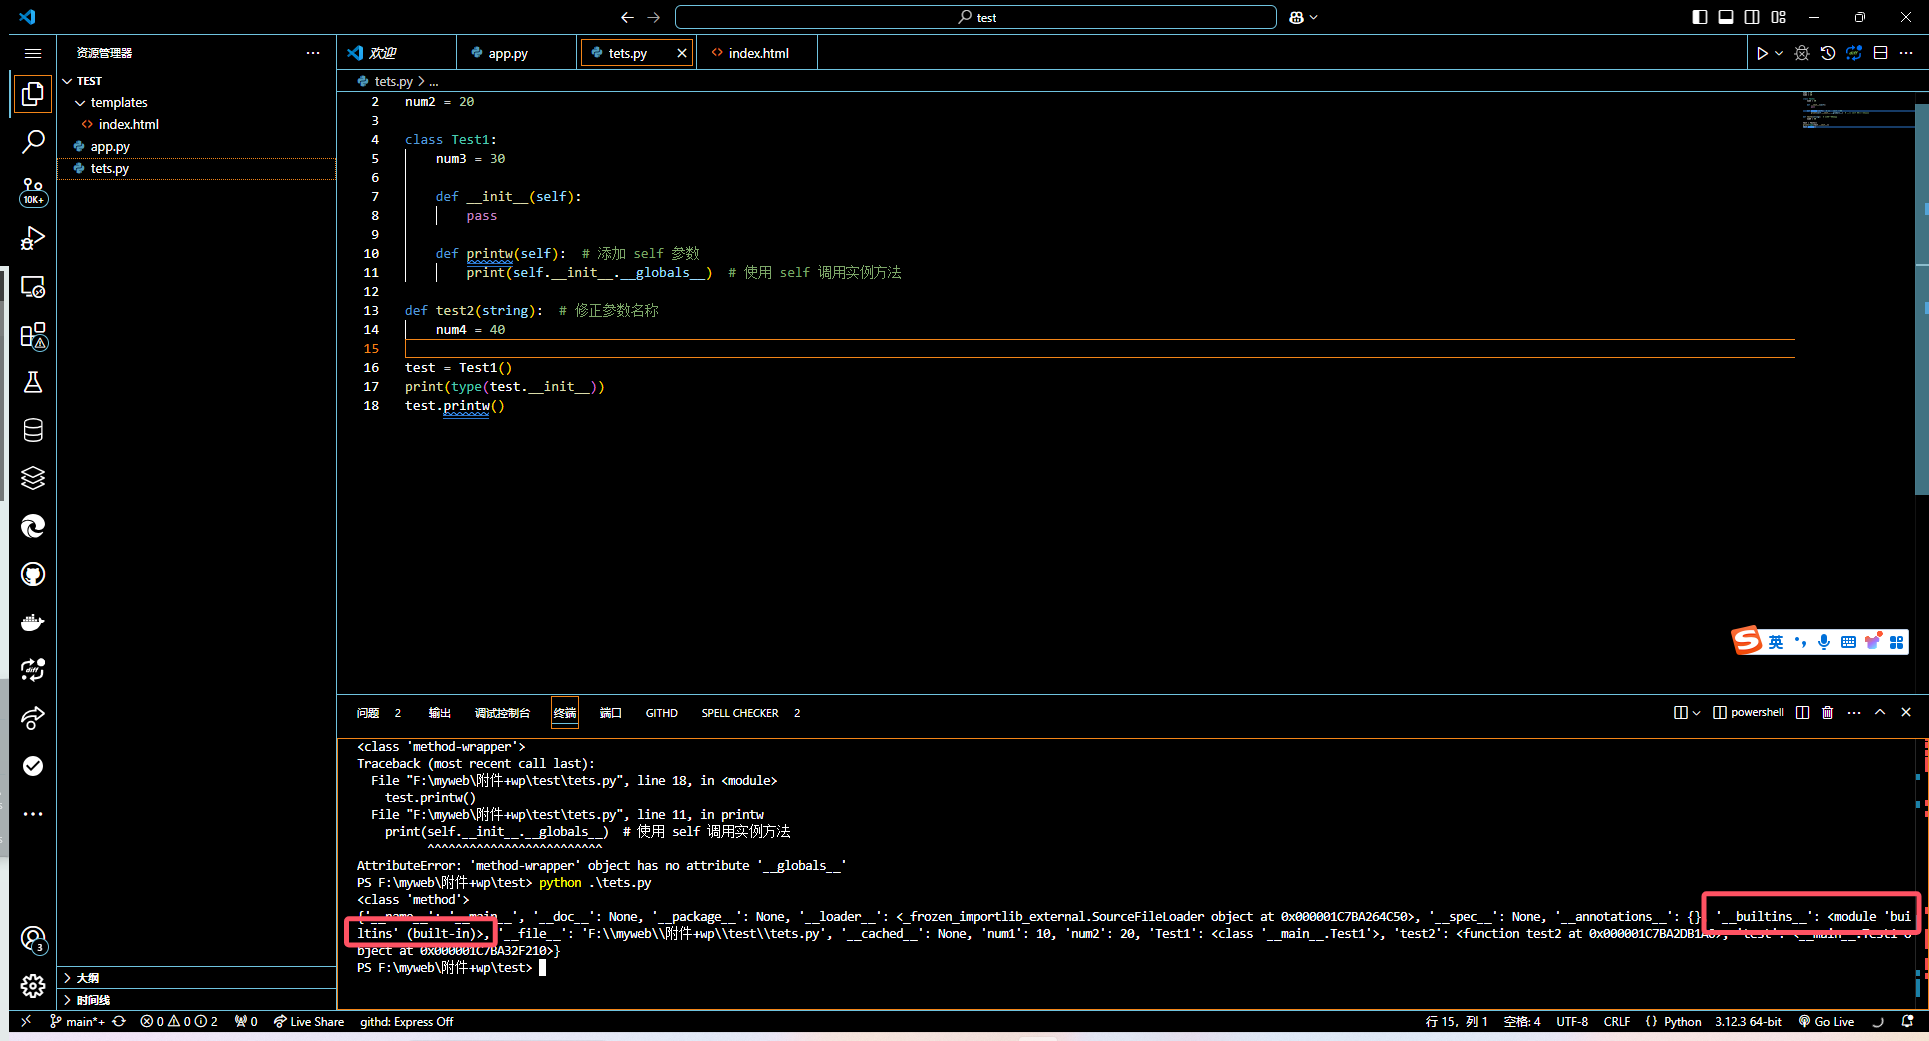 test
资源管理器
欢迎
app.py
tets.py
index.html
TEST
templates
index.html
app.py
tets.py
10K+
3
大纲
时间线
tets.py > ...
2 num2 = 20
3
4 class Test1:
5 num3 = 30
6
7 def __init__(self):
8 pass
9
10 def printw(self): # 添加 self 参数
11 print(self.__init__.__globals__) # 使用 self 调用实例方法
12
13 def test2(string): # 修正参数名称
14 num4 = 40
15
16 test = Test1()
17 print(type(test.__init__))
18 test.printw()
英
问题 2 输出 调试控制台 终端 端口 GITHD SPELL CHECKER 2
powershell
<class 'method-wrapper'>
Traceback (most recent call last):
File "F:\myweb\附件+wp\test\tets.py", line 18, in <module>
test.printw()
File "F:\myweb\附件+wp\test\tets.py", line 11, in printw
print(self.__init__.__globals__) # 使用 self 调用实例方法
^^^^^^^^^^^^^^^^^^^^^^^^^
AttributeError: 'method-wrapper' object has no attribute '__globals__'
PS F:\myweb\附件+wp\test> python .\tets.py
<class 'method'>
{'__name__': '__main__', '__doc__': None, '__package__': None, '__loader__': <_frozen_importlib_external.SourceFileLoader object at 0x000001C7BA264C50>, '__spec__': None, '__annotations__': {}, '__builtins__': <module 'bui
ltins' (built-in)>, '__file__': 'F:\\myweb\\附件+wp\\test\\tets.py', '__cached__': None, 'num1': 10, 'num2': 20, 'Test1': <class '__main__.Test1'>, 'test2': <function test2 at 0x000001C7BA2DB1A0>, 'test': <__main__.Test1 o
bject at 0x000001C7BA32F210>}
PS F:\myweb\附件+wp\test>
main*+ 0 0 2 0 Live Share githd: Express Off
行 15, 列 1 空格: 4 UTF-8 CRLF {} Python 3.12.3 64-bit Go Live